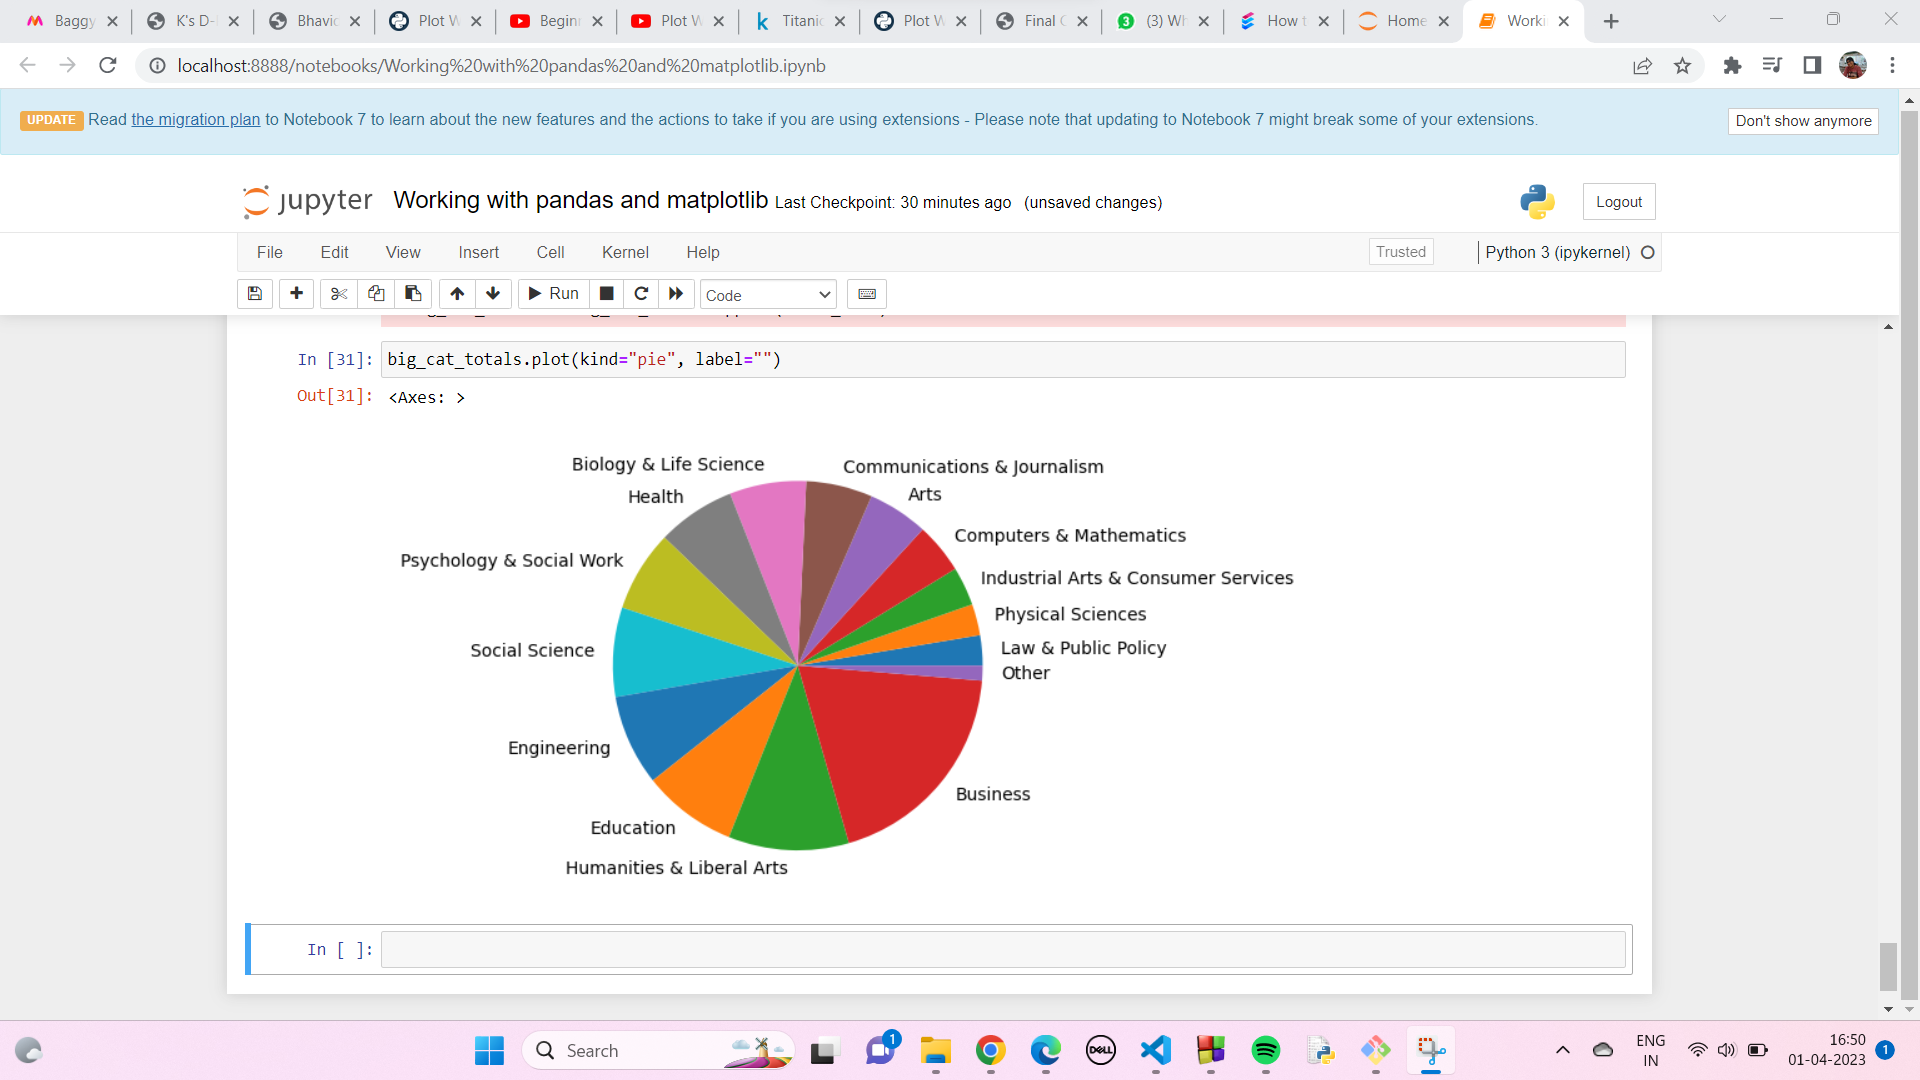 Baggy
K's D-
Bhavic
Plot W
Beginn
Plot W
Titanic
Plot W
Final C
(3) Wh
How t
Home
Worki
localhost:8888/notebooks/Working%20with%20pandas%20and%20matplotlib.ipynb
UPDATE Read the migration plan to Notebook 7 to learn about the new features and the actions to take if you are using extensions - Please note that updating to Notebook 7 might break some of your extensions.
Don't show anymore
jupyter Working with pandas and matplotlib Last Checkpoint: 30 minutes ago (unsaved changes)
Logout
File Edit View Insert Cell Kernel Help
Trusted
Python 3 (ipykernel)
Run
Code
In [31]: big_cat_totals.plot(kind="pie", label="")
Out[31]: <Axes: >
Biology & Life Science
Communications & Journalism
Health
Arts
Computers & Mathematics
Psychology & Social Work
Industrial Arts & Consumer Services
Physical Sciences
Social Science
Law & Public Policy
Other
Engineering
Business
Education
Humanities & Liberal Arts
In [ ]:
Search
1
DELL
ENG
IN
16:50
01-04-2023
1